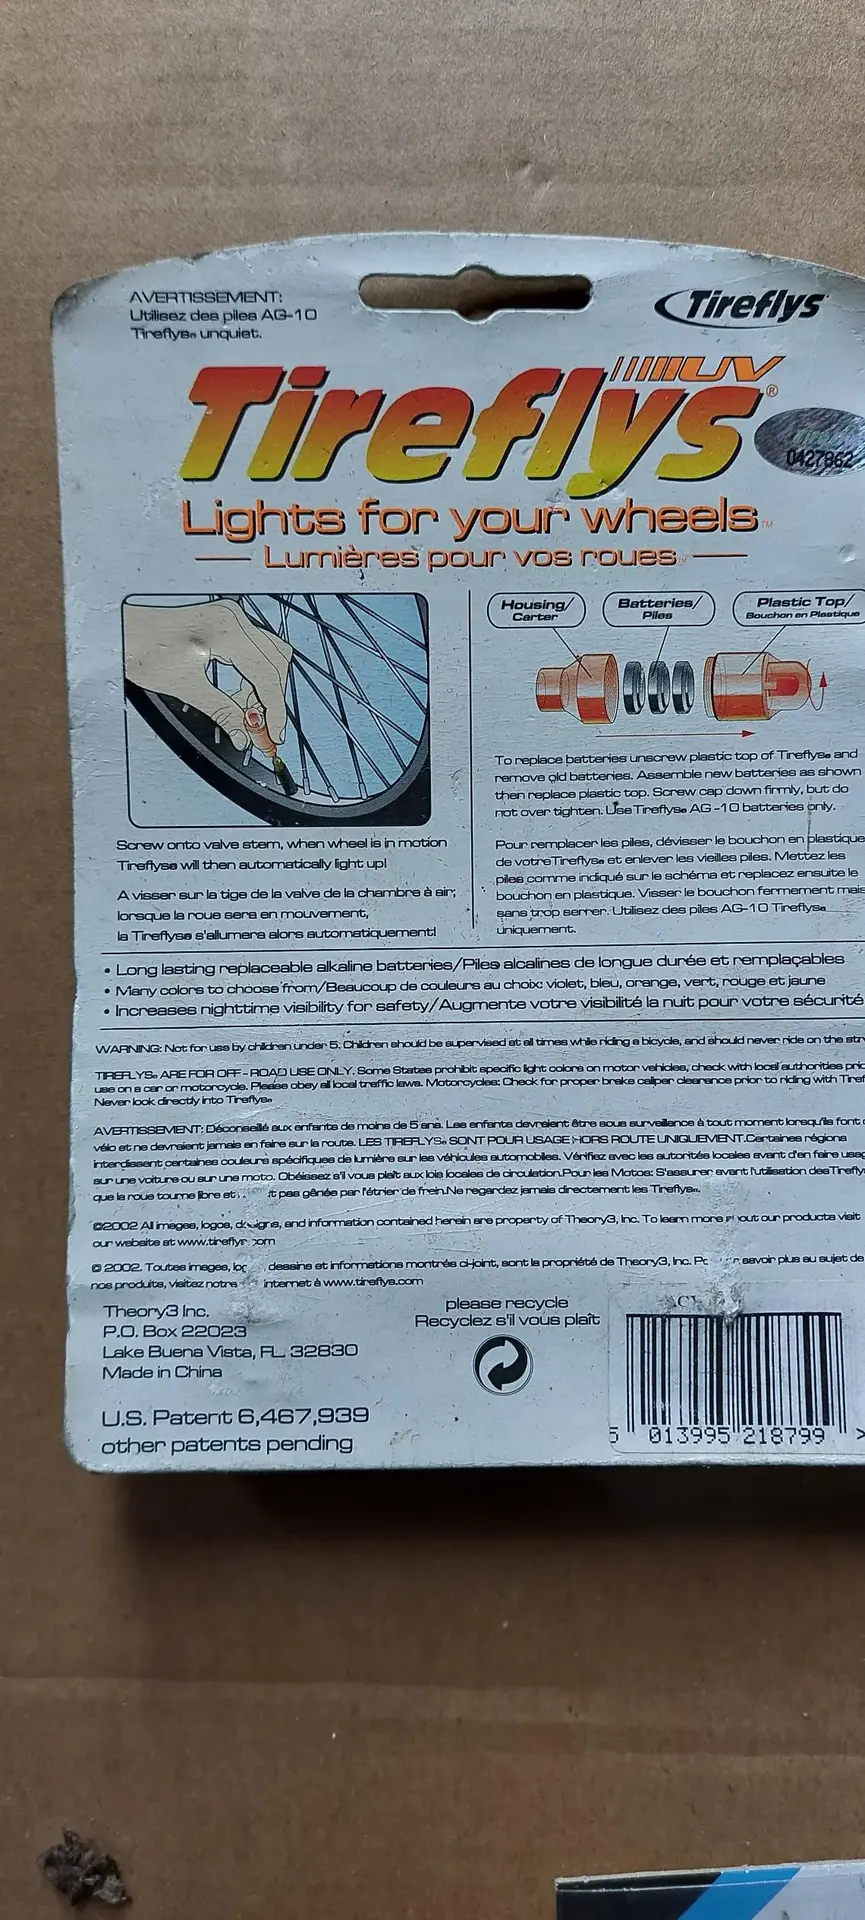 AVERTISSEMENT:
Utilisez des piles AG-10
Tireflys® unquiet.
Tireflys
UV
Tireflys®
0427862
Lights for your wheels™
Lumières pour vos roues™
Housing/
Carter
Batteries/
Piles
Plastic Top/
Bouchon en Plastique
To replace batteries unscrew plastic top of Tireflys® and
remove old batteries. Assemble new batteries as shown
then replace plastic top. Screw cap down firmly, but do
not over tighten. Use Tireflys® AG-10 batteries only.
Pour remplacer les piles, dévisser le bouchon en plastique
de votre Tireflys® et enlever les vieilles piles. Mettez les
piles comme indiqué sur le schéma et replacez ensuite le
bouchon en plastique. Visser le bouchon fermement mais
sans trop serrer. Utilisez des piles AG-10 Tireflys®
uniquement.
Screw onto valve stem, when wheel is in motion
Tireflys® will then automatically light up!
A visser sur la tige de la valve de la chambre à air;
lorsque la roue sera en mouvement,
la Tireflys® s'allumera alors automatiquement!
• Long lasting replaceable alkaline batteries/Piles alcalines de longue durée et remplaçables
• Many colors to choose from/Beaucoup de couleurs au choix: violet, bleu, orange, vert, rouge et jaune
• Increases nighttime visibility for safety/Augmente votre visibilité la nuit pour votre sécurité
WARNING: Not for use by children under 5. Children should be supervised at all times while riding a bicycle, and should never ride on the
TIREFLYS® ARE FOR OFF-ROAD USE ONLY. Some States prohibit specific light colors on motor vehicles, check with local authorities
use on a car or motorcycle. Please obey all local traffic laws. Motorcycles: Check for proper brake caliper clearance prior to riding with
Never look directly into Tireflys®
AVERTISSEMENT: Déconseillé aux enfants de moins de 5 ans. Les enfants devraient être sous surveillance à tout moment lorsqu'ils font
vélo et ne devraient jamais en faire sur la route. LES TIREFLYS® SONT POUR USAGE HORS ROUTE UNIQUEMENT. Certaines régions
interdissent certaines couleurs spécifiques de lumière sur les véhicules automobiles. Vérifiez avec les autorités locales avant d'en faire
sur une voiture ou sur une moto. Obéissez s'il vous plaît aux lois locales de circulation. Pour les Motos: S'assurer avant l'utilisation des
que la roue tourne libre et pas gênée par l'étrier de frein. Ne regardez jamais directement les Tireflys®.
©2002 All images, logos, designs, and information contained herein are property of Theory3, Inc. To learn more about our products visit
our website at www.tireflys.com
© 2002. Toutes images, dessins et informations montrés ci-joint, sont la propriété de Theory3, Inc. savoir plus au sujet de
nos produits, visitez notre internet à www.tireflys.com
Theory3 Inc.
P.O. Box 22023
Lake Buena Vista, FL 32830
Made in China
please recycle
Recyclez s'il vous plaît
U.S. Patent 6,467,939
other patents pending
5 013995 218799 >